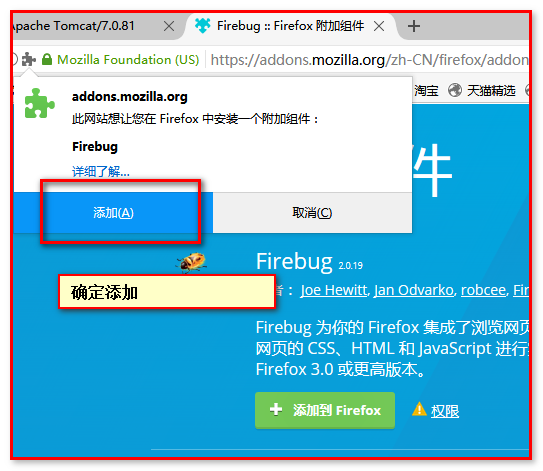 Apache Tomcat/7.0.81
Firebug :: Firefox 附加组件
Mozilla Foundation (US)
https://addons.mozilla.org/zh-CN/firefox/addon
淘宝
天猫精选
addons.mozilla.org
此网站想让您在 Firefox 中安装一个附加组件：
Firebug
详细了解...
添加(A)
取消(C)
件
Firebug 2.0.19
者： Joe Hewitt, Jan Odvarko, robcee, Fir
确定添加
Firebug 为你的 Firefox 集成了浏览网页
网页的 CSS、HTML 和 JavaScript 进行
Firefox 3.0 或更高版本。
添加到 Firefox
权限